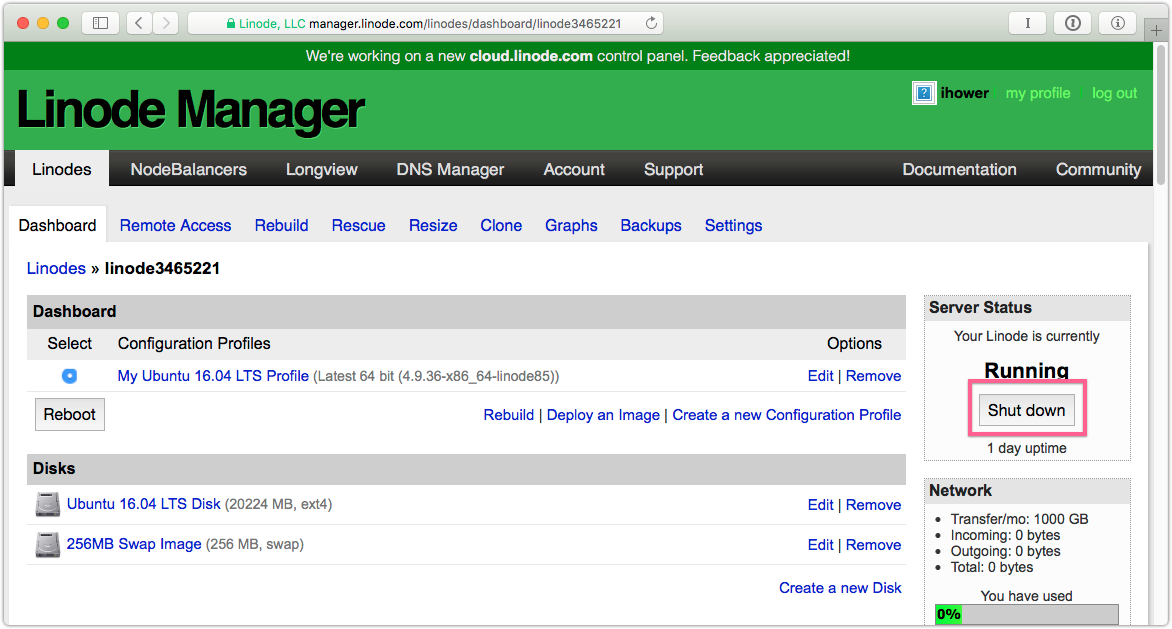 Linode, LLC manager.linode.com/linodes/dashboard/linode3465221
We're working on a new cloud.linode.com control panel. Feedback appreciated!
Linode Manager
ihower my profile log out
Linodes NodeBalancers Longview DNS Manager Account Support Documentation Community
Dashboard Remote Access Rebuild Rescue Resize Clone Graphs Backups Settings
Linodes » linode3465221
Dashboard
Select Configuration Profiles Options
My Ubuntu 16.04 LTS Profile (Latest 64 bit (4.9.36-x86_64-linode85)) Edit | Remove
Reboot Rebuild | Deploy an Image | Create a new Configuration Profile
Disks
Ubuntu 16.04 LTS Disk (20224 MB, ext4) Edit | Remove
256MB Swap Image (256 MB, swap) Edit | Remove
Create a new Disk
Server Status
Your Linode is currently
Running
Shut down
1 day uptime
Network
• Transfer/mo: 1000 GB
• Incoming: 0 bytes
• Outgoing: 0 bytes
• Total: 0 bytes
You have used
0%